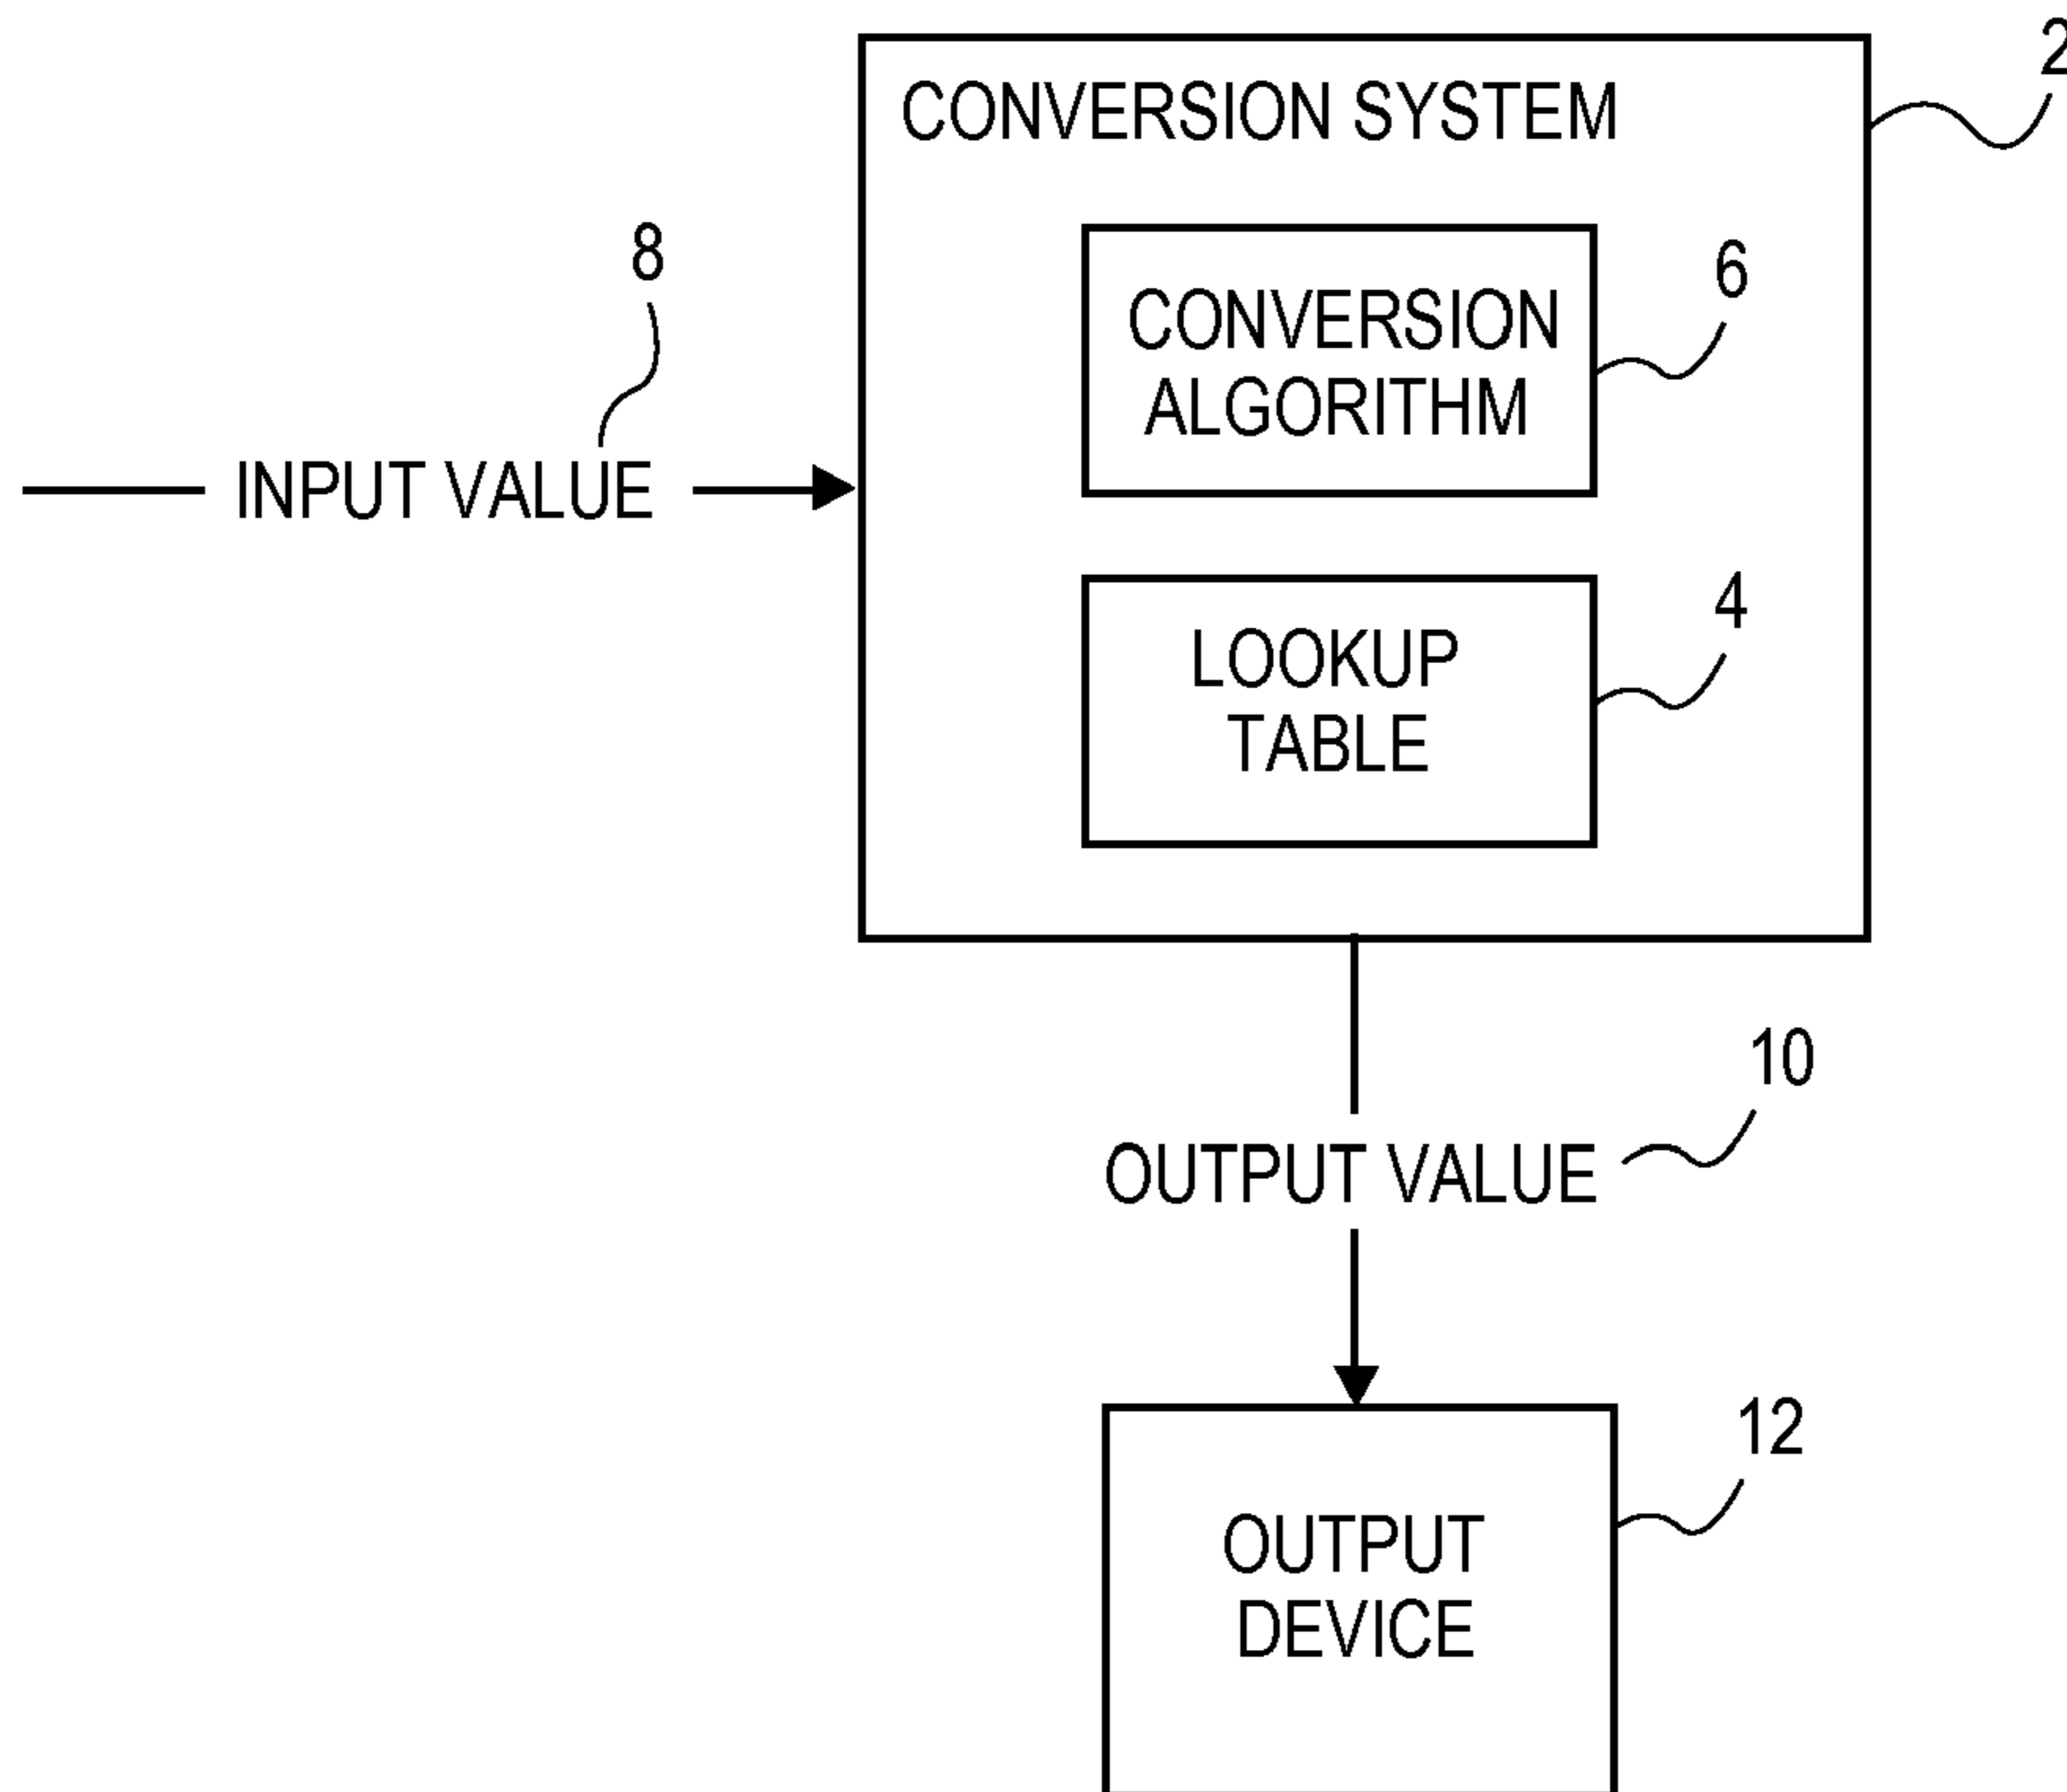 2
CONVERSION SYSTEM
8
6
CONVERSION
ALGORITHM
INPUT VALUE
4
LOOKUP
TABLE
10
OUTPUT VALUE
12
OUTPUT
DEVICE